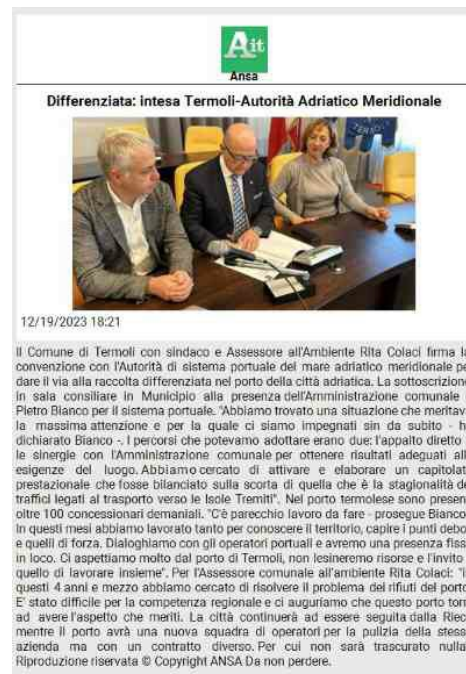 Ait
Ansa
Differenziata: intesa Termoli-Autorità Adriatico Meridionale
12/19/2023 18:21
Il Comune di Termoli con sindaco e Assessore all'Ambiente Rita Colaci firma
convenzione con l'Autorità di sistema portuale del mare adriatico meridionale
dare il via alla raccolta differenziata nel porto della città adriatica. La sottoscrizione
in sala consiliare in Municipio alla presenza dell'Amministrazione comunale
Pietro Bianco per il sistema portuale. "Abbiamo trovato una situazione che
la massima attenzione e per la quale ci siamo impegnati sin da subito -
dichiarato Bianco -. I percorsi che potevamo adottare erano due: l'appalto diretto
le sinergie con l'Amministrazione comunale per ottenere risultati adeguati
esigenze del luogo. Abbiamo cercato di attivare e elaborare un
prestazionale che fosse bilanciato sulla scorta di quella che è la stagionalità
traffici legati al trasporto verso le Isole Tremiti". Nel porto termolese sono
oltre 100 concessionari demaniali. "C'è parecchio lavoro da fare - prosegue Bianco
In questi mesi abbiamo lavorato tanto per conoscere il territorio, capire i punti
e quelli di forza. Dialoghiamo con gli operatori portuali e avremo una presenza
in loco. Ci aspettiamo molto dal porto di Termoli, non lesineremo risorse e l'invito
quello di lavorare insieme". Per l'Assessore comunale all'ambiente Rita Colaci:
questi 4 anni e mezzo abbiamo cercato di risolvere il problema dei rifiuti del
E' stato difficile per la competenza regionale e ci auguriamo che questo porto
ad avere l'aspetto che meriti. La città continuerà ad essere seguita dalla
mentre il porto avrà una nuova squadra di operatori per la pulizia della
azienda ma con un contratto diverso. Per cui non sarà trascurato nulla
Riproduzione riservata © Copyright ANSA Da non perdere.